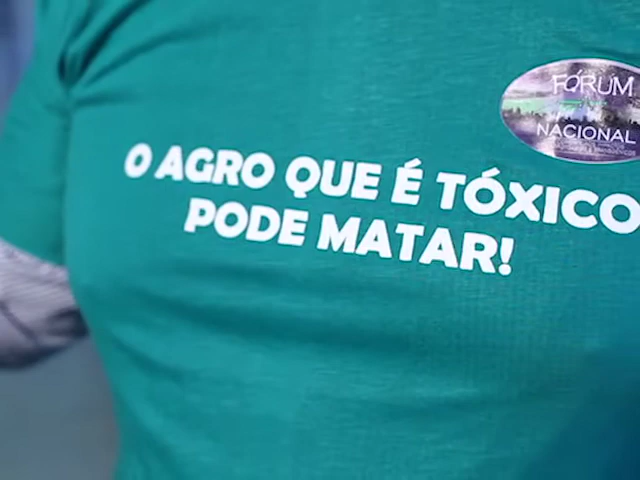 FÓRUM
NACIONAL
O AGRO QUE É TÓXICO
PODE MATAR!